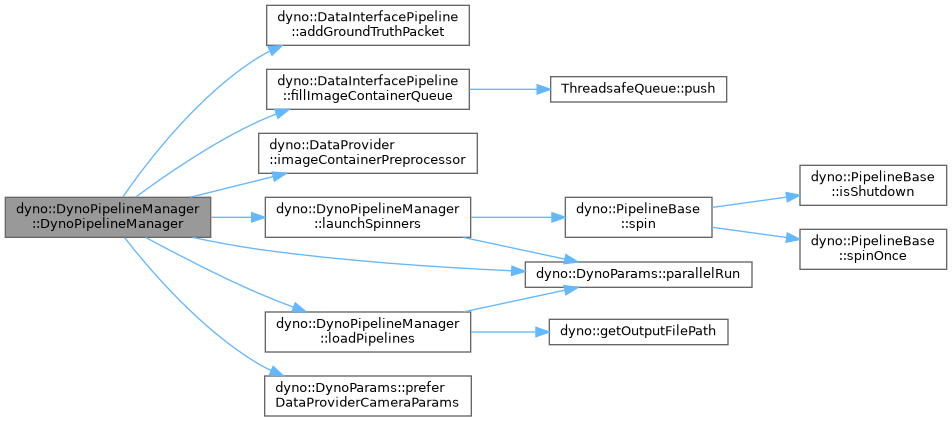 dyno::DynoPipelineManager
::DynoPipelineManager
dyno::DataInterfacePipeline
::addGroundTruthPacket
dyno::DataInterfacePipeline
::fillImageContainerQueue
ThreadsafeQueue::push
dyno::DataProvider
::imageContainerPreprocessor
dyno::DynoPipelineManager
::launchSpinners
dyno::PipelineBase
::spin
dyno::PipelineBase
::isShutdown
dyno::PipelineBase
::spinOnce
dyno::DynoParams::parallelRun
dyno::DynoPipelineManager
::loadPipelines
dyno::getOutputFilePath
dyno::DynoParams::prefer
DataProviderCameraParams